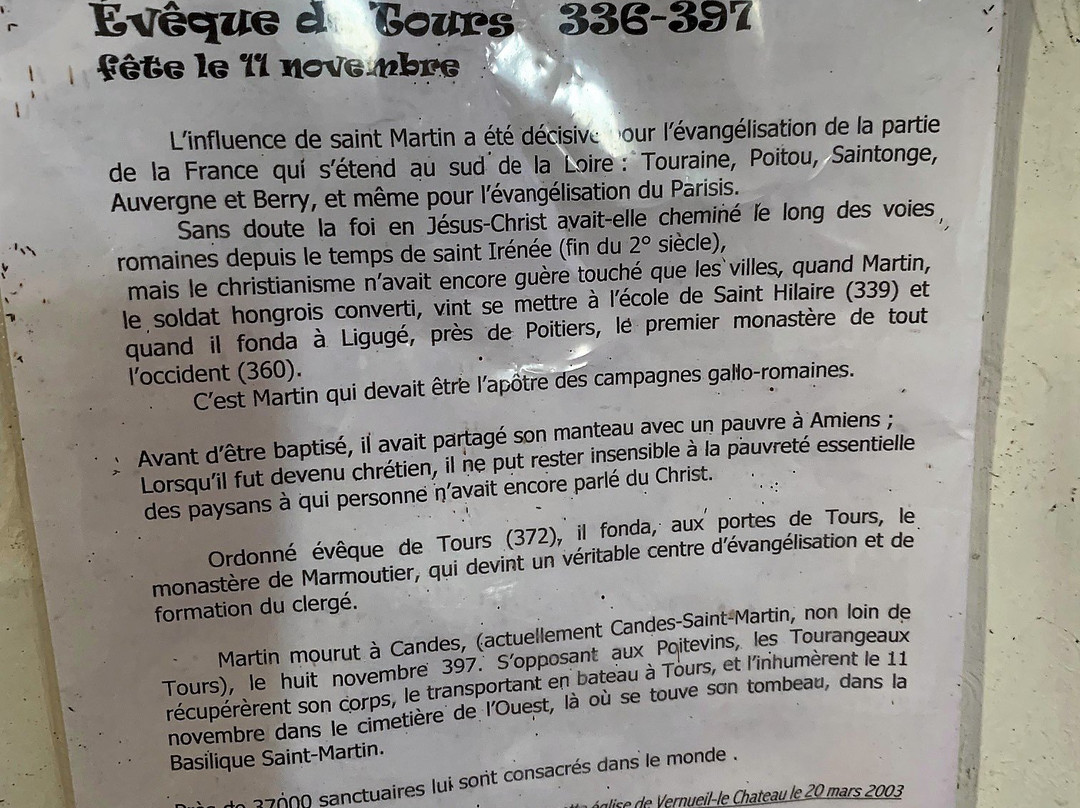 Évêque de Tours 336-397
fête le 11 novembre
L'influence de saint Martin a été décisive pour l'évangélisation de la partie
de la France qui s'étend au sud de la Loire : Touraine, Poitou, Saintonge,
Auvergne et Berry, et même pour l'évangélisation du Parisis.
Sans doute la foi en Jésus-Christ avait-elle cheminé le long des voies
romaines depuis le temps de saint Irénée (fin du 2° siècle),
mais le christianisme n'avait encore guère touché que les villes, quand Martin,
le soldat hongrois converti, vint se mettre à l'école de Saint Hilaire (339) et
quand il fonda à Ligugé, près de Poitiers, le premier monastère de tout
l'occident (360).
C'est Martin qui devait être l'apôtre des campagnes gallo-romaines.
Avant d'être baptisé, il avait partagé son manteau avec un pauvre à Amiens ;
Lorsqu'il fut devenu chrétien, il ne put rester insensible à la pauvreté essentielle
des paysans à qui personne n'avait encore parlé du Christ.
Ordonné évêque de Tours (372), il fonda, aux portes de Tours, le
monastère de Marmoutier, qui devint un véritable centre d'évangélisation et de
formation du clergé.
Martin mourut à Candes, (actuellement Candes-Saint-Martin, non loin de
Tours), le huit novembre 397. S'opposant aux Poitevins, les Tourangeaux
récupérèrent son corps, le transportant en bateau à Tours, et l'inhumèrent le 11
novembre dans le cimetière de l'Ouest, là où se touve son tombeau, dans la
Basilique Saint-Martin.
Près de 37000 sanctuaires lui sont consacrés dans le monde .
église de Vernueil-le Chateau le 20 mars 2003